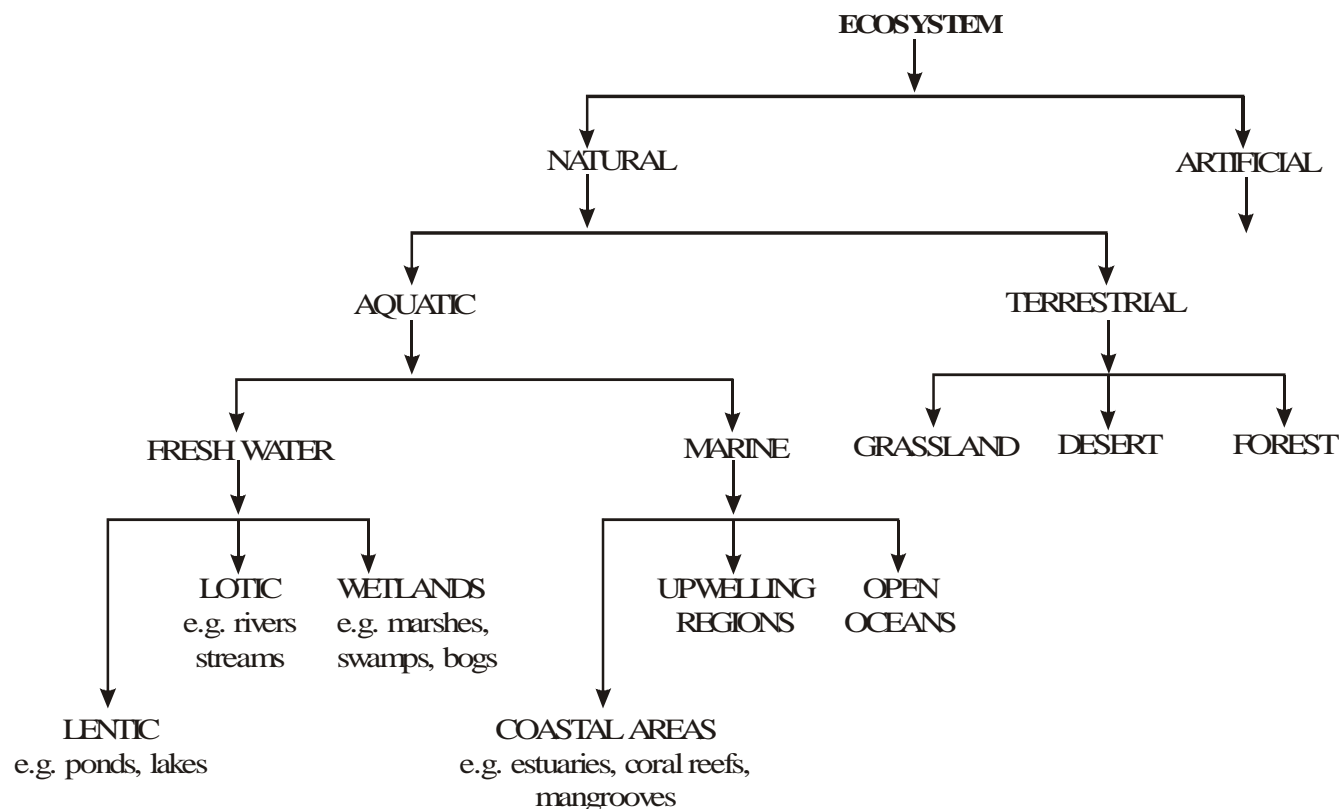 ECOSYSTEM
NATURAL
ARTIFICIAL
AQUATIC
TERRESTRIAL
FRESH WATER
MARINE
GRASSLAND
DESERT
FOREST
LOTIC
e.g. rivers
streams
WETLANDS
e.g. marshes,
swamps, bogs
UPWELLING
REGIONS
OPEN
OCEANS
LENTIC
e.g. ponds, lakes
COASTAL AREAS
e.g. estuaries, coral reefs,
mangrooves